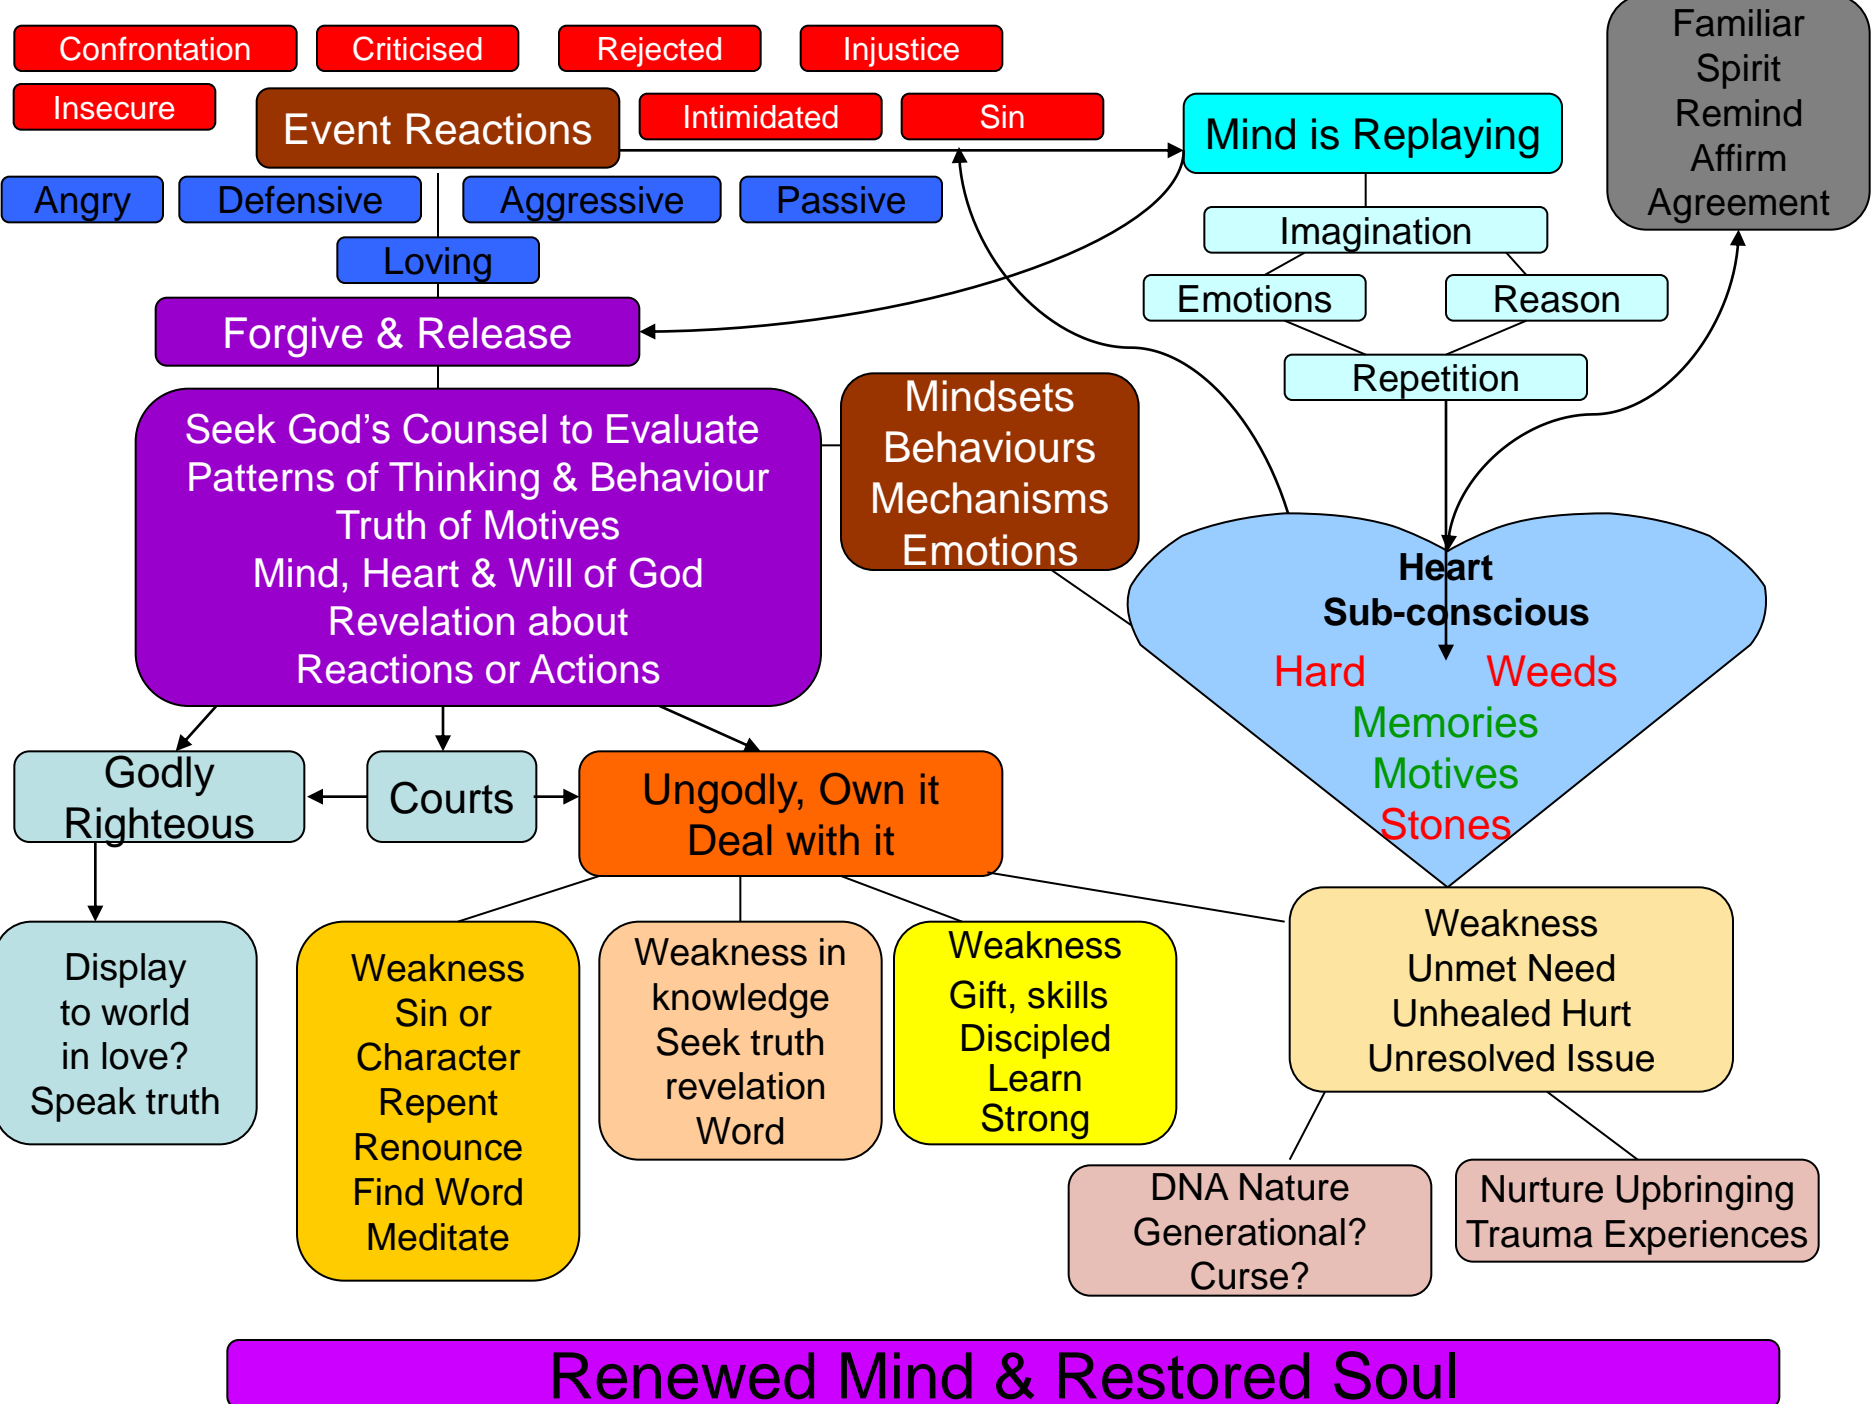 Confrontation
Criticised
Rejected
Injustice
Insecure
Event Reactions
Intimidated
Sin
Mind is Replaying
Familiar
Spirit
Remind
Affirm
Agreement
Angry
Defensive
Aggressive
Passive
Loving
Imagination
Emotions
Reason
Repetition
Forgive & Release
Seek God's Counsel to Evaluate
Patterns of Thinking & Behaviour
Truth of Motives
Mind, Heart & Will of God
Revelation about
Reactions or Actions
Mindsets
Behaviours
Mechanisms
Emotions
Heart
Sub-conscious
Hard
Weeds
Memories
Motives
Stones
Godly
Righteous
Courts
Ungodly, Own it
Deal with it
Display
to world
in love?
Speak truth
Weakness
Sin or
Character
Repent
Renounce
Find Word
Meditate
Weakness in
knowledge
Seek truth
revelation
Word
Weakness
Gift, skills
Discipled
Learn
Strong
Weakness
Unmet Need
Unhealed Hurt
Unresolved Issue
DNA Nature
Generational?
Curse?
Nurture Upbringing
Trauma Experiences
Renewed Mind & Restored Soul